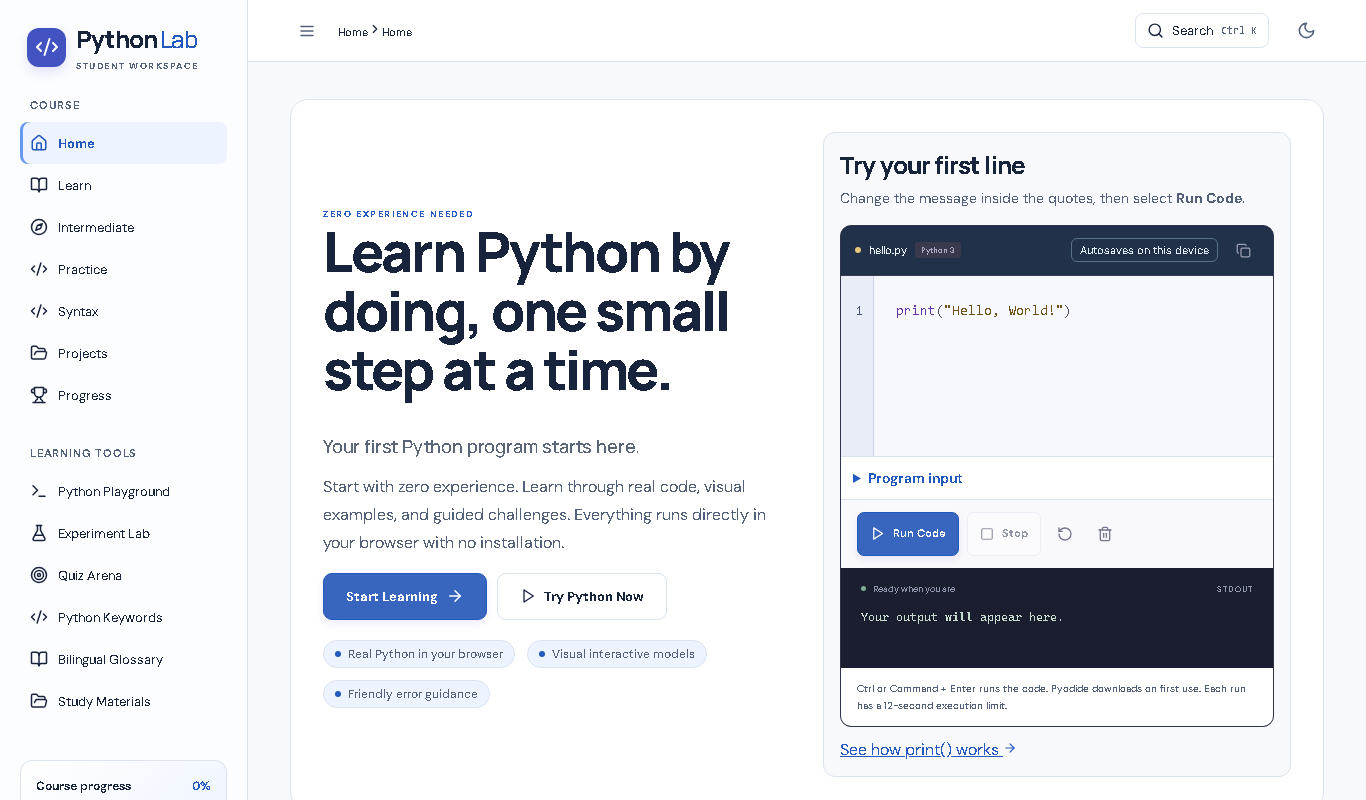 Python Lab
STUDENT WORKSPACE
COURSE
Home
Learn
Intermediate
Practice
Syntax
Projects
Progress
LEARNING TOOLS
Python Playground
Experiment Lab
Quiz Arena
Python Keywords
Bilingual Glossary
Study Materials
Course progress 0%
Home > Home
Search Ctrl K
ZERO EXPERIENCE NEEDED
Learn Python by
doing, one small
step at a time.
Your first Python program starts here.
Start with zero experience. Learn through real code, visual
examples, and guided challenges. Everything runs directly in
your browser with no installation.
Start Learning
Try Python Now
Real Python in your browser
Visual interactive models
Friendly error guidance
Try your first line
Change the message inside the quotes, then select Run Code.
hello.py Python 3 Autosaves on this device
1 print("Hello, World!")
Program input
Run Code Stop
Ready when you are STDOUT
Your output will appear here.
Ctrl or Command + Enter runs the code. Pyodide downloads on first use. Each run
has a 12-second execution limit.
See how print() works